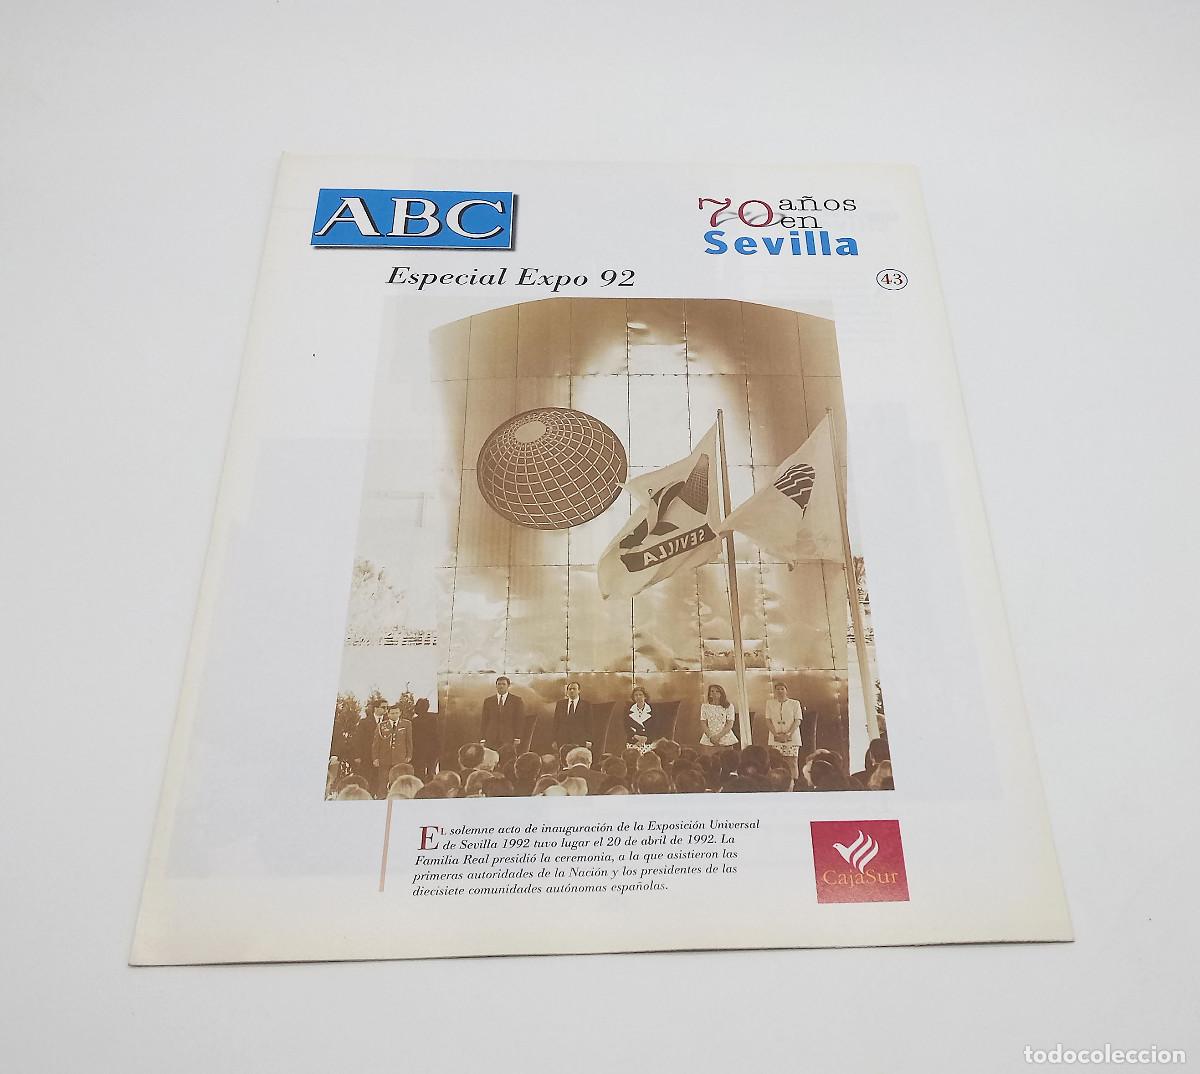 ABC
70 años
en
Sevilla
Especial Expo 92
43
SEVILLA
EL solemne acto de inauguración de la Exposición Universal
de Sevilla 1992 tuvo lugar el 20 de abril de 1992. La
Familia Real presidió la ceremonia, a la que asistieron las
primeras autoridades de la Nación y los presidentes de las
diecisiete comunidades autónomas españolas.
CajaSur
todocoleccion